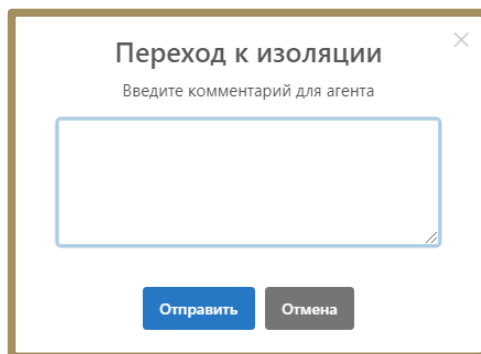 Переход к изоляции
Введите комментарий для агента
Отправить
Отмена